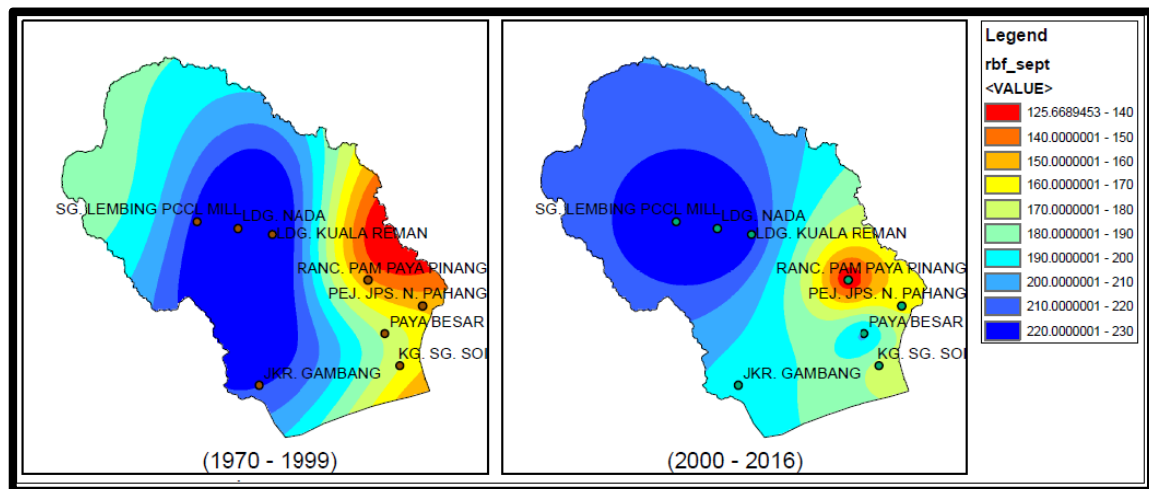 SG. LEMBING PCCL MILL
LDG. NADA
LDG. KUALA REMAN
RANC. PAM PAYA PINANG
PEJ. JPS. N. PAHANG
PAYA BESAR
KG. SG. SOI
JKR. GAMBANG
(1970 - 1999)
SG. LEMBING PCCL MILL
LDG. NADA
LDG. KUALA REMAN
RANC. PAM PAYA PINANG
PEJ. JPS. N. PAHANG
PAYA BESAR
KG. SG. SOI
JKR. GAMBANG
(2000 - 2016)
Legend
rbf_sept
<VALUE>
125.6689453 - 140
140.0000001 - 150
150.0000001 - 160
160.0000001 - 170
170.0000001 - 180
180.0000001 - 190
190.0000001 - 200
200.0000001 - 210
210.0000001 - 220
220.0000001 - 230